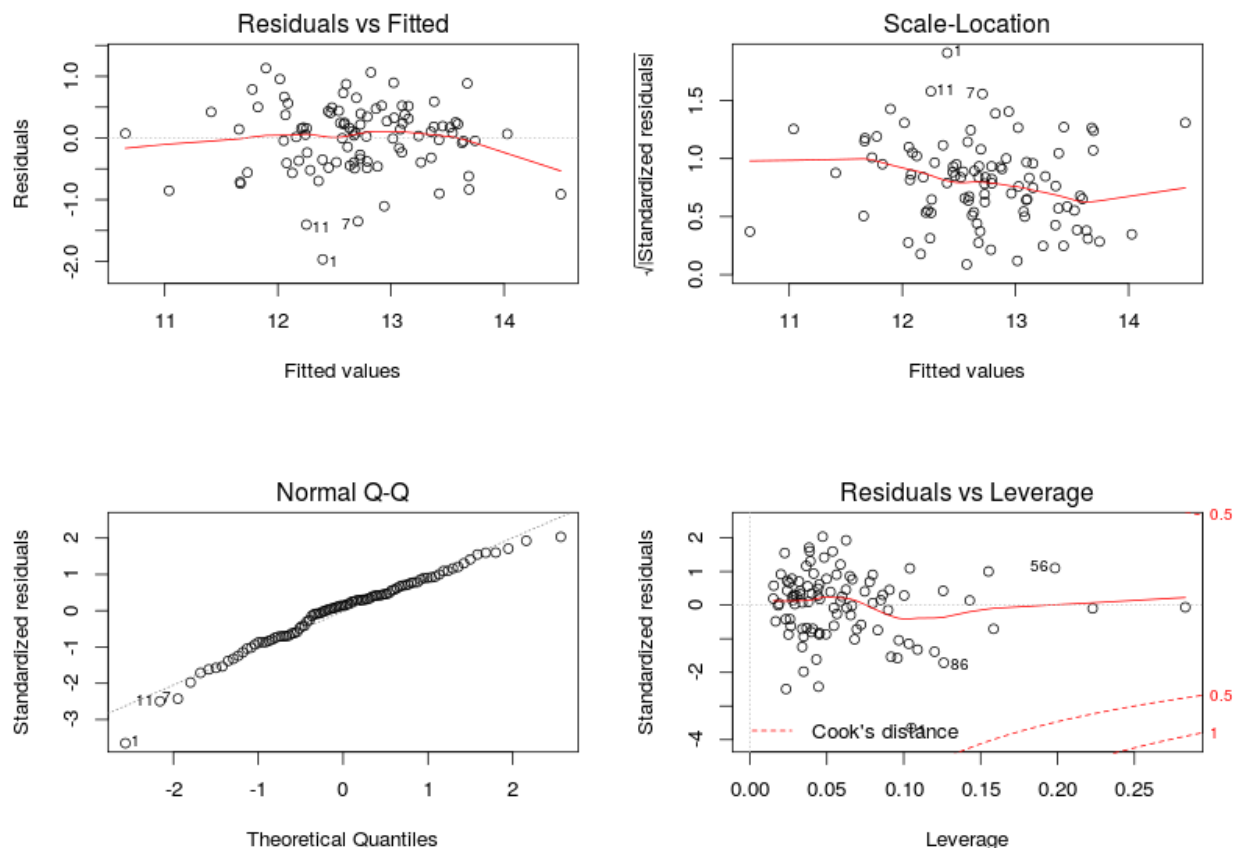 Residuals vs Fitted
Residuals
1.0
0.0
-1.0
-2.0
11
7
1
11 12 13 14
Fitted values
Scale-Location
√|Standardized residuals|
1.5
1.0
0.5
0.0
1
11
7
11 12 13 14
Fitted values
Normal Q-Q
Standardized residuals
2
1
0
-1
-2
-3
11
7
1
-2 -1 0 1 2
Theoretical Quantiles
Residuals vs Leverage
Standardized residuals
2
0
-2
-4
56
86
Cook's distance
0.5
0.5
1
0.00 0.05 0.10 0.15 0.20 0.25
Leverage